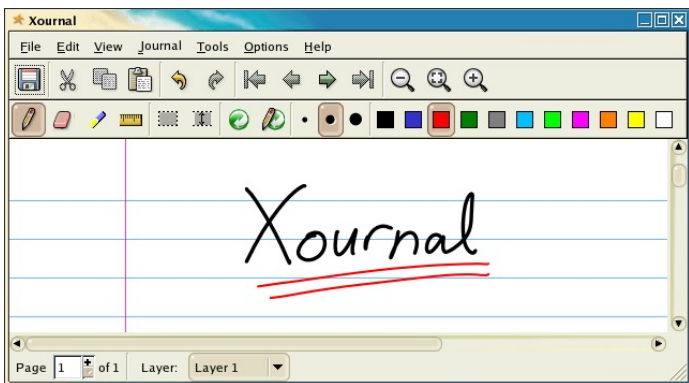 Xournal
File Edit View Journal Tools Options Help
Xournal
Page 1 of 1 Layer: Layer 1